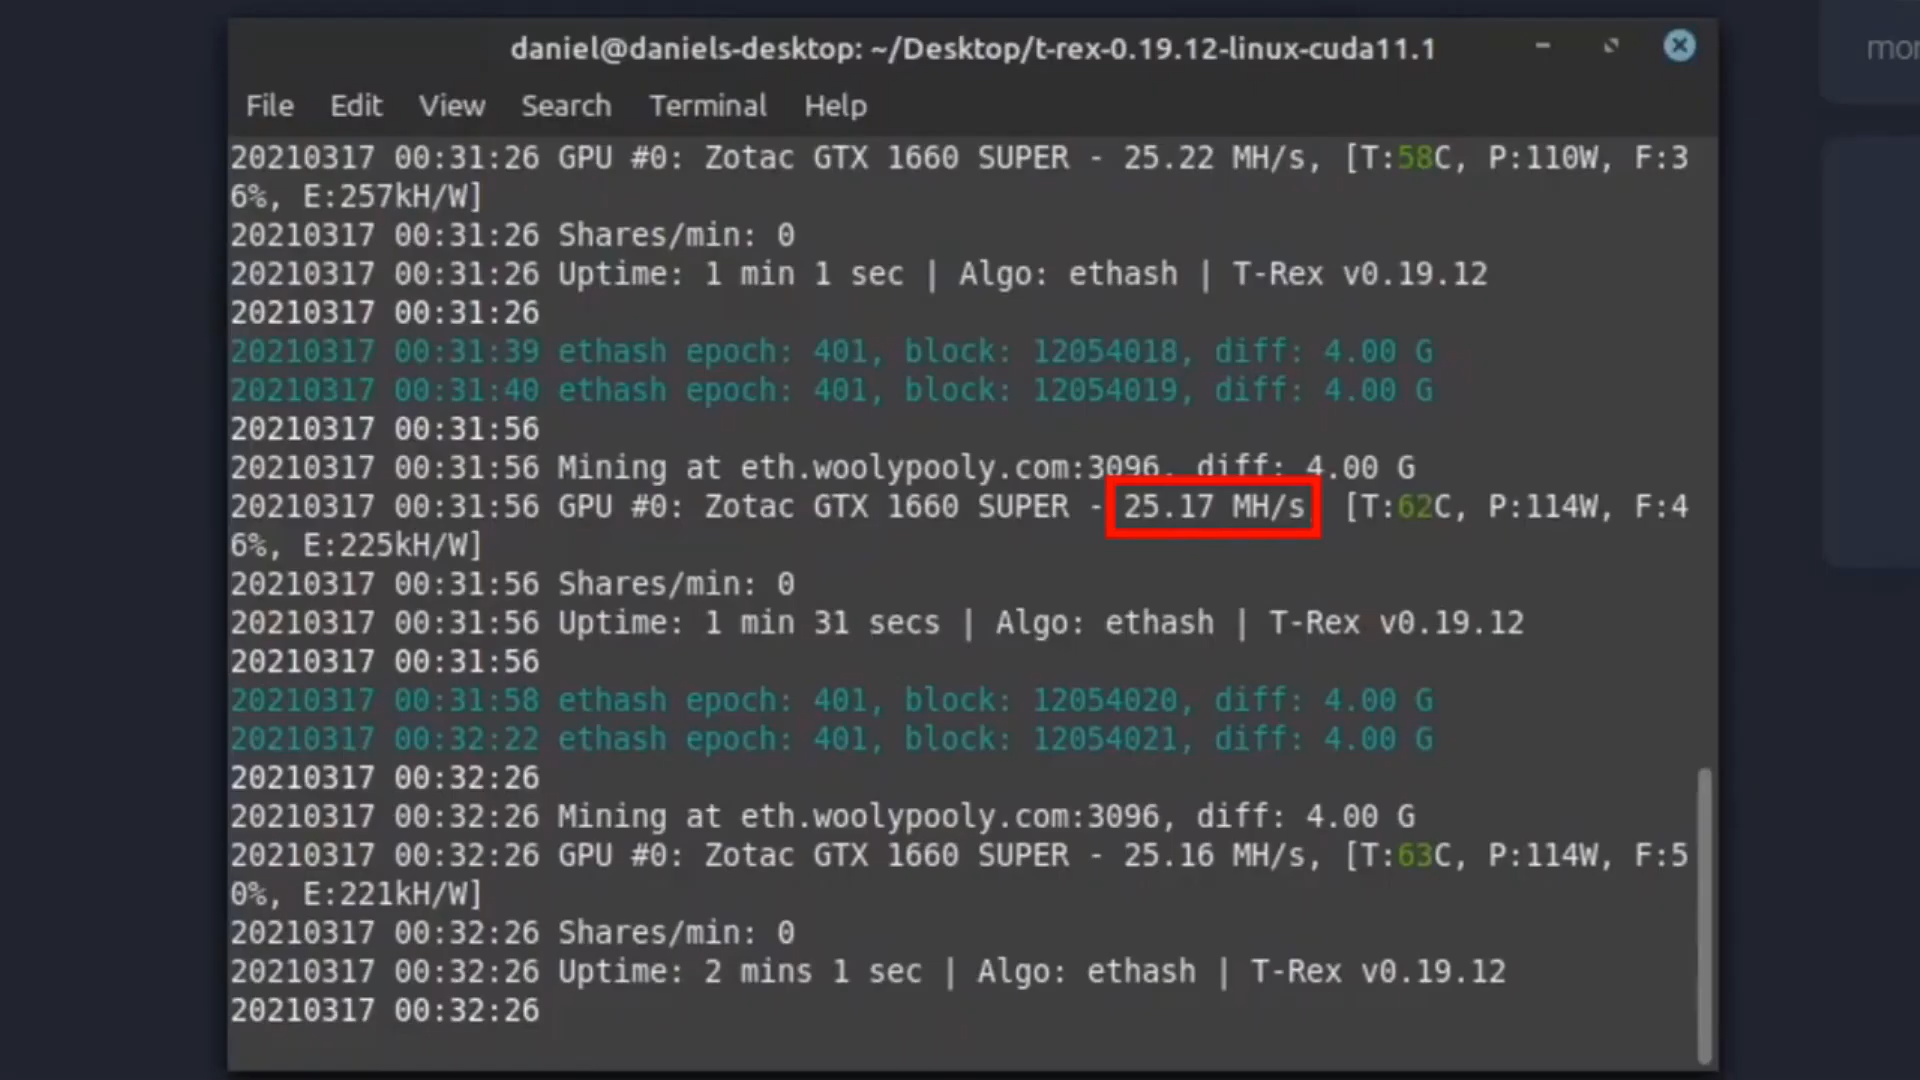 daniel@daniels-desktop: ~/Desktop/t-rex-0.19.12-linux-cuda11.1
File Edit View Search Terminal Help
20210317 00:31:26 GPU #0: Zotac GTX 1660 SUPER - 25.22 MH/s, [T:58C, P:110W, F:3
6%, E:257kH/W]
20210317 00:31:26 Shares/min: 0
20210317 00:31:26 Uptime: 1 min 1 sec | Algo: ethash | T-Rex v0.19.12
20210317 00:31:26
20210317 00:31:39 ethash epoch: 401, block: 12054018, diff: 4.00 G
20210317 00:31:40 ethash epoch: 401, block: 12054019, diff: 4.00 G
20210317 00:31:56
20210317 00:31:56 Mining at eth.woolypooly.com:3096, diff: 4.00 G
20210317 00:31:56 GPU #0: Zotac GTX 1660 SUPER - 25.17 MH/s [T:62C, P:114W, F:4
6%, E:225kH/W]
20210317 00:31:56 Shares/min: 0
20210317 00:31:56 Uptime: 1 min 31 secs | Algo: ethash | T-Rex v0.19.12
20210317 00:31:56
20210317 00:31:58 ethash epoch: 401, block: 12054020, diff: 4.00 G
20210317 00:32:22 ethash epoch: 401, block: 12054021, diff: 4.00 G
20210317 00:32:26
20210317 00:32:26 Mining at eth.woolypooly.com:3096, diff: 4.00 G
20210317 00:32:26 GPU #0: Zotac GTX 1660 SUPER - 25.16 MH/s, [T:63C, P:114W, F:5
0%, E:221kH/W]
20210317 00:32:26 Shares/min: 0
20210317 00:32:26 Uptime: 2 mins 1 sec | Algo: ethash | T-Rex v0.19.12
20210317 00:32:26